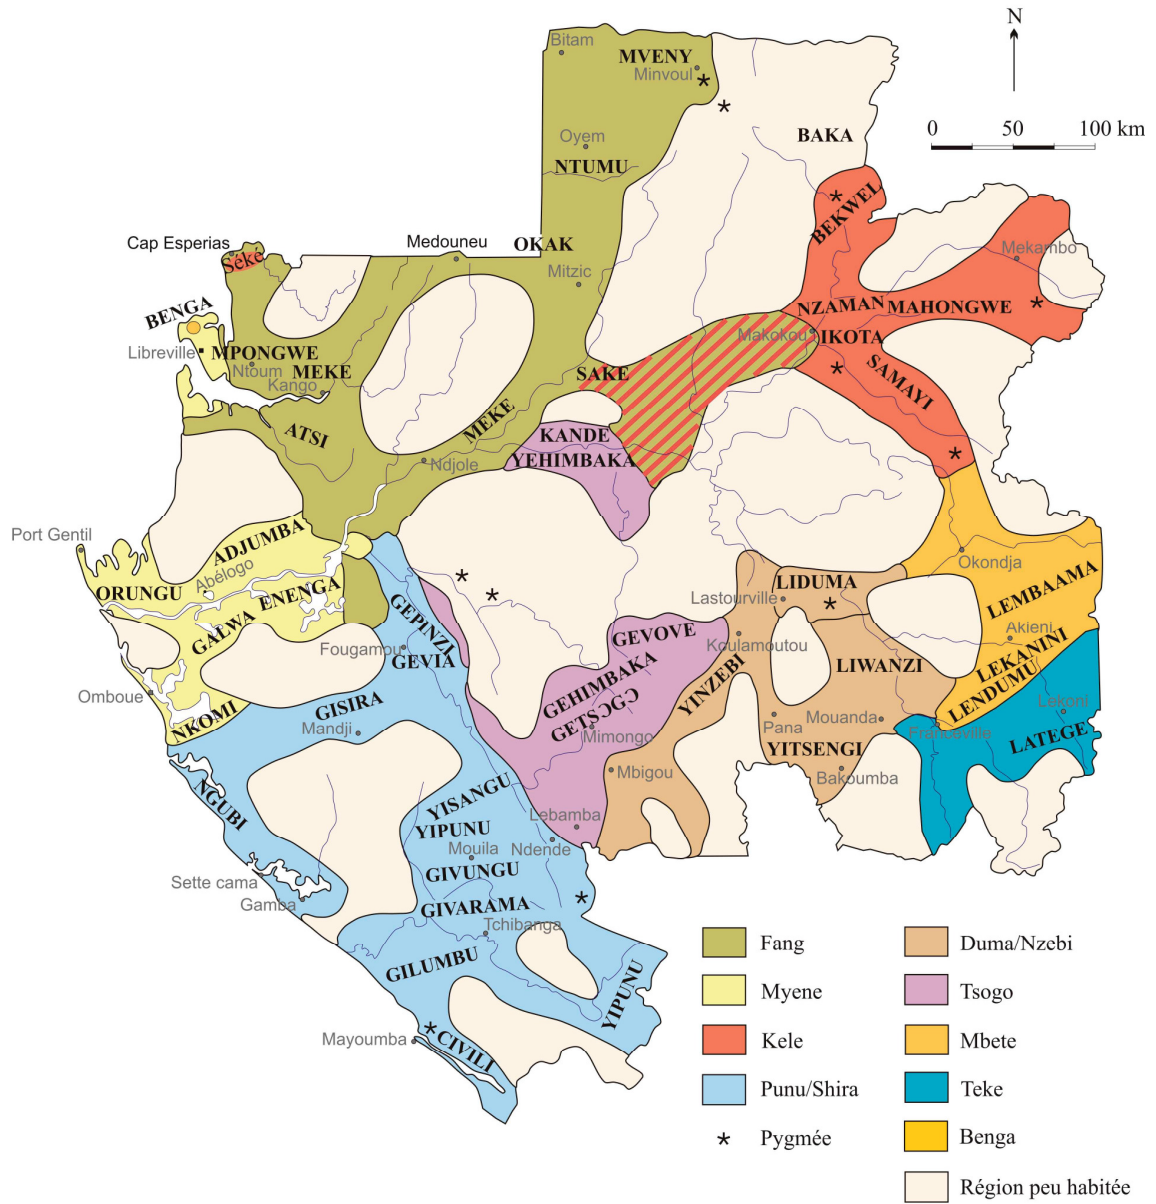 N
Bitam
MVENY
Minvoul
0 50 100 km
BAKA
Oyem
NTUMU
BEKWEL
Cap Esperias
Medouneu
OKAK
Séké
Mitzic
Mekambo
BENGA
NZAMAN
MAHONGWE
Libreville
MPONGWE
Makokou
IKOTA
Ntoum
MEKE
Kango
SAKE
SAMAYI
ATSI
MEKE
KANDE
YEHIMBAKA
Ndjole
Port Gentil
ADJUMBA
Abélogo
ORUNGU
ENENGA
GALWA
GEPINZI
Okondja
LIDUMA
Lastourville
LEMBAAMA
Fougamou
GEVIA
GEVOVE
Koulamoutou
Akieni
LIWANZI
LEKANINI
Omboue
NKOMI
GISIRA
Mandji
GEHIMBAKA
GETSƆGƆ
Mimongo
YINZEBI
LENDUMU
Lekoni
Pana
Mouanda
Franceville
LATEGE
YITSENGI
Mbigou
Bakoumba
NGUBI
YISANGU
YIPUNU
Lebamba
Mouila
Ndende
GIVUNGU
Sette cama
Gamba
GIVARAMA
Tchibanga
GILUMBU
YIPUNU
Mayoumba
CIVILI
Fang
Myene
Kele
Punu/Shira
* Pygmée
Duma/Nzebi
Tsogo
Mbete
Teke
Benga
Région peu habitée